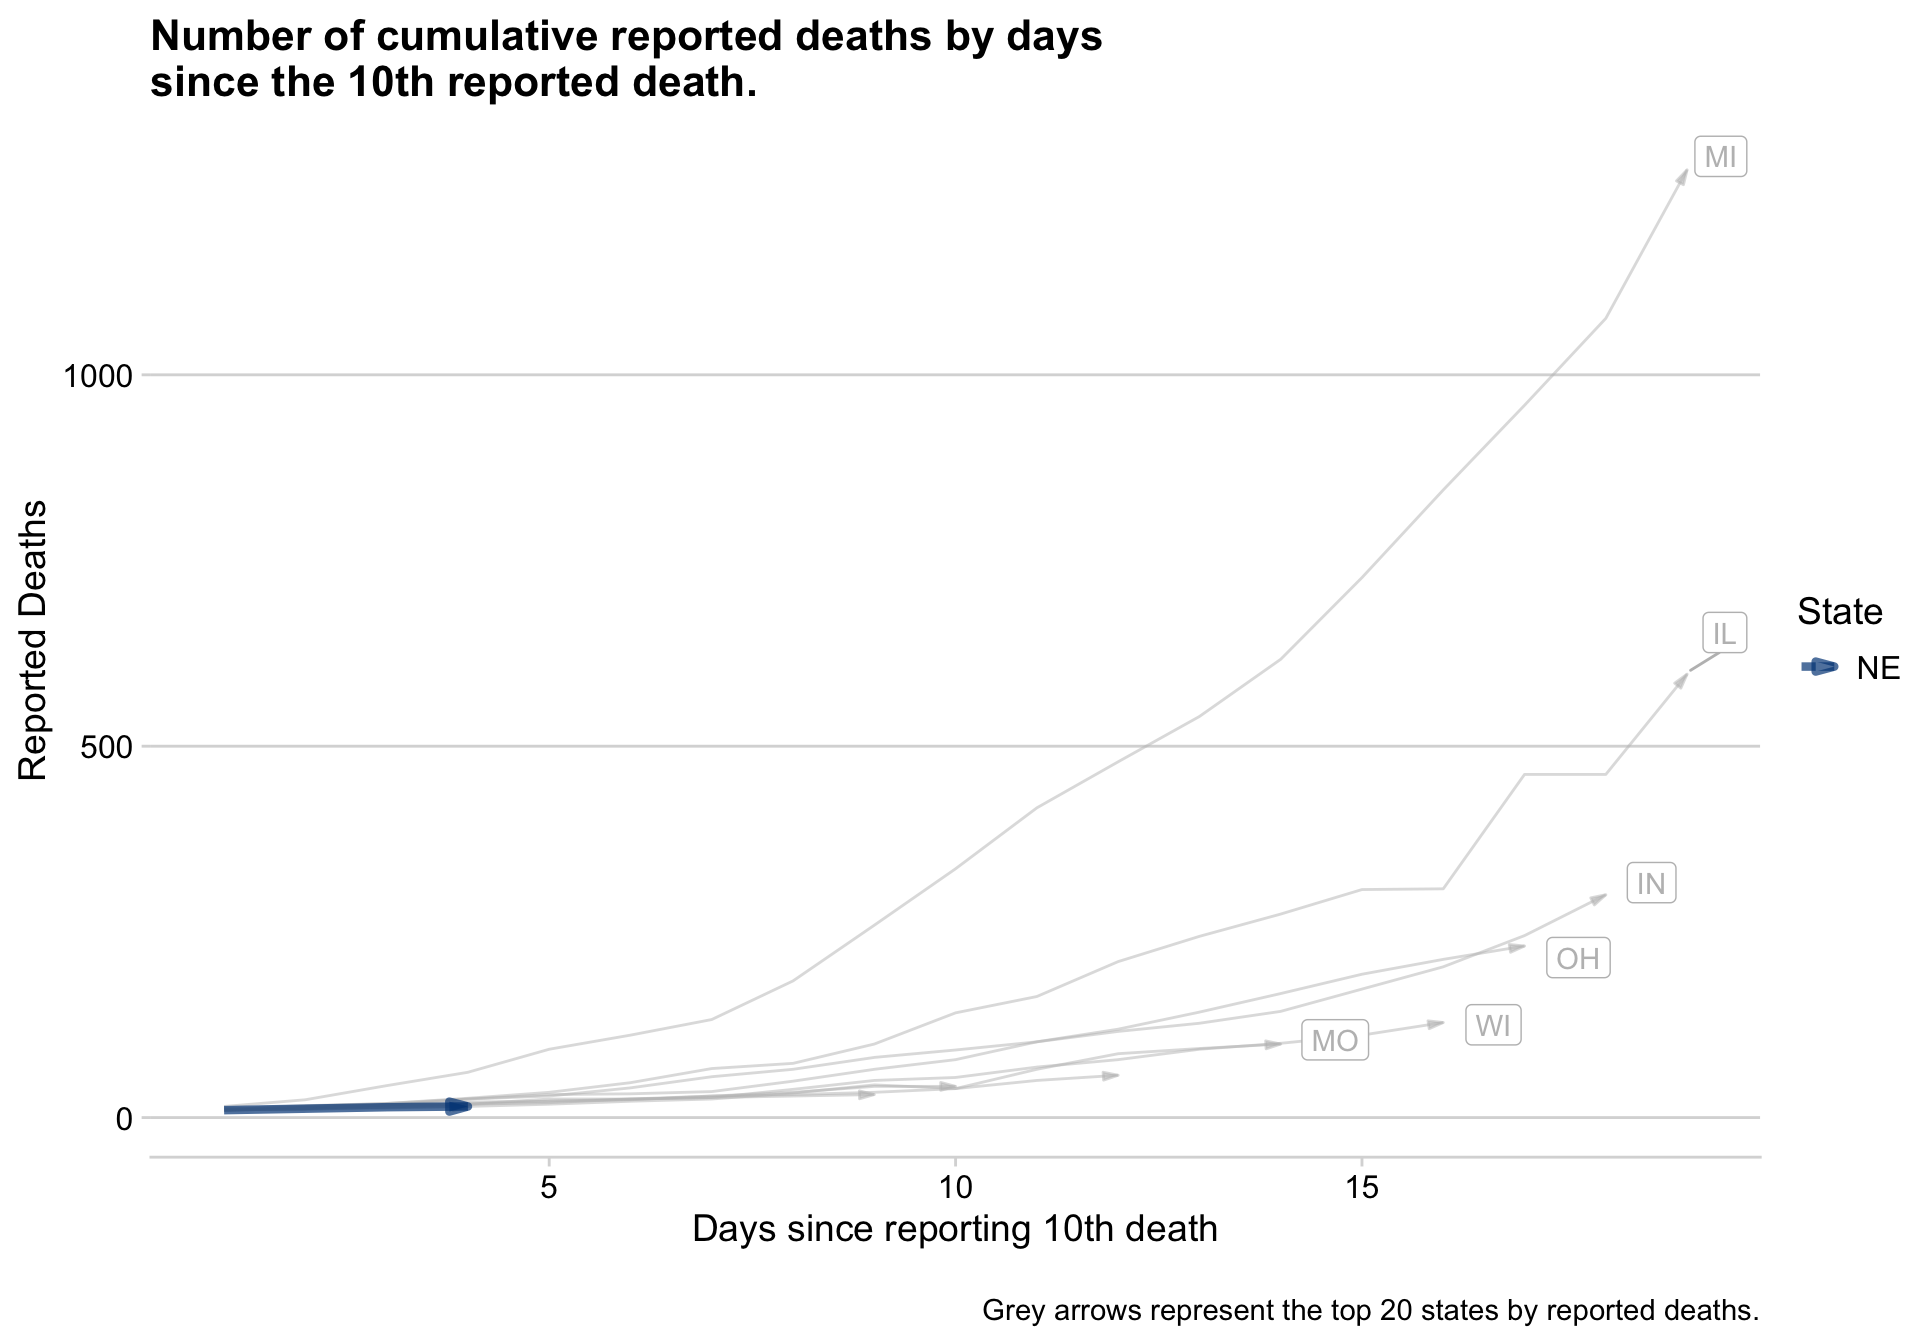 Number of cumulative reported deaths by days
since the 10th reported death.
MI
1000
IL
State
NE
500
Reported Deaths
IN
OH
WI
MO
0
5 10 15
Days since reporting 10th death
Grey arrows represent the top 20 states by reported deaths.